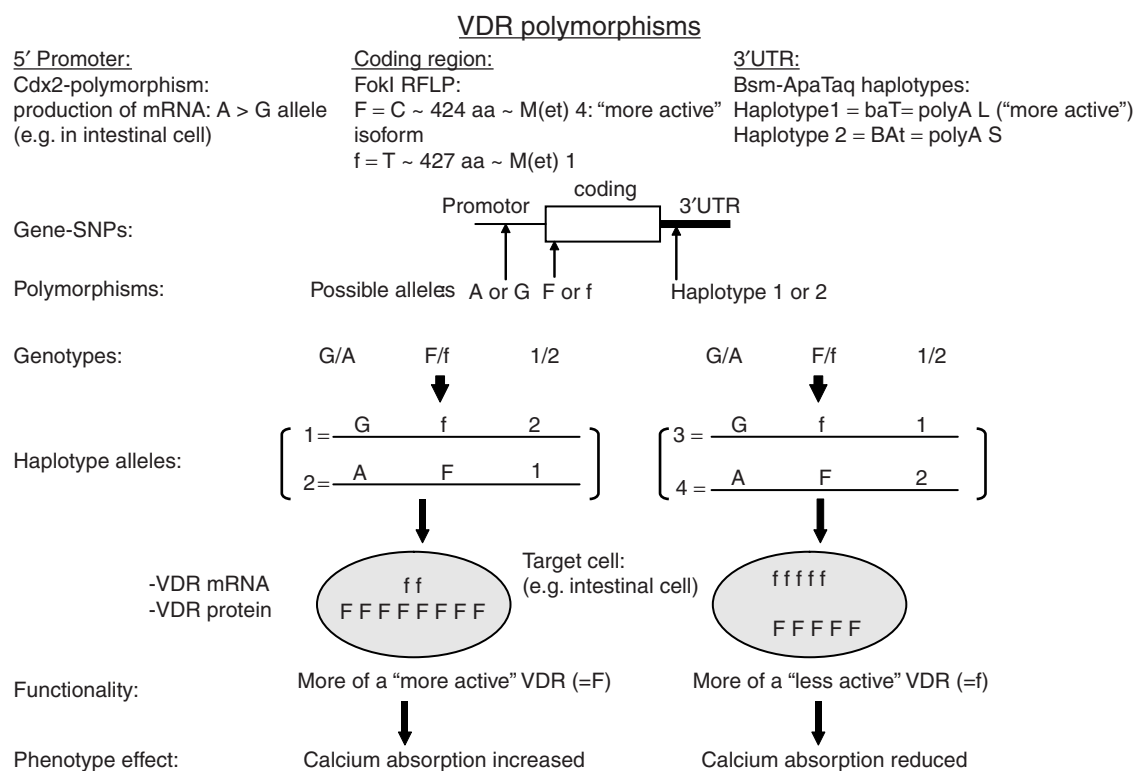 VDR polymorphisms
5′ Promoter:
Cdx2-polymorphism:
production of mRNA: A > G allele
(e.g. in intestinal cell)
Coding region:
FokI RFLP:
F = C ~ 424 aa ~ M(et) 4: “more active”
isoform
f = T ~ 427 aa ~ M(et) 1
3′UTR:
Bsm-ApaTaq haplotypes:
Haplotype1 = baT= polyA L (“more active”)
Haplotype 2 = BAt = polyA S
coding
Promotor 3′UTR
Gene-SNPs:
Polymorphisms: Possible alleles: A or G F or f Haplotype 1 or 2
Genotypes: G/A F/f 1/2 G/A F/f 1/2
Haplotype alleles:
1= G f 2
2= A F 1
3 = G f 1
4 = A F 2
-VDR mRNA
-VDR protein
f f
F F F F F F F F
Target cell:
(e.g. intestinal cell)
f f f f f
F F F F F
Functionality: More of a “more active” VDR (=F) More of a “less active” VDR (=f)
Phenotype effect: Calcium absorption increased Calcium absorption reduced